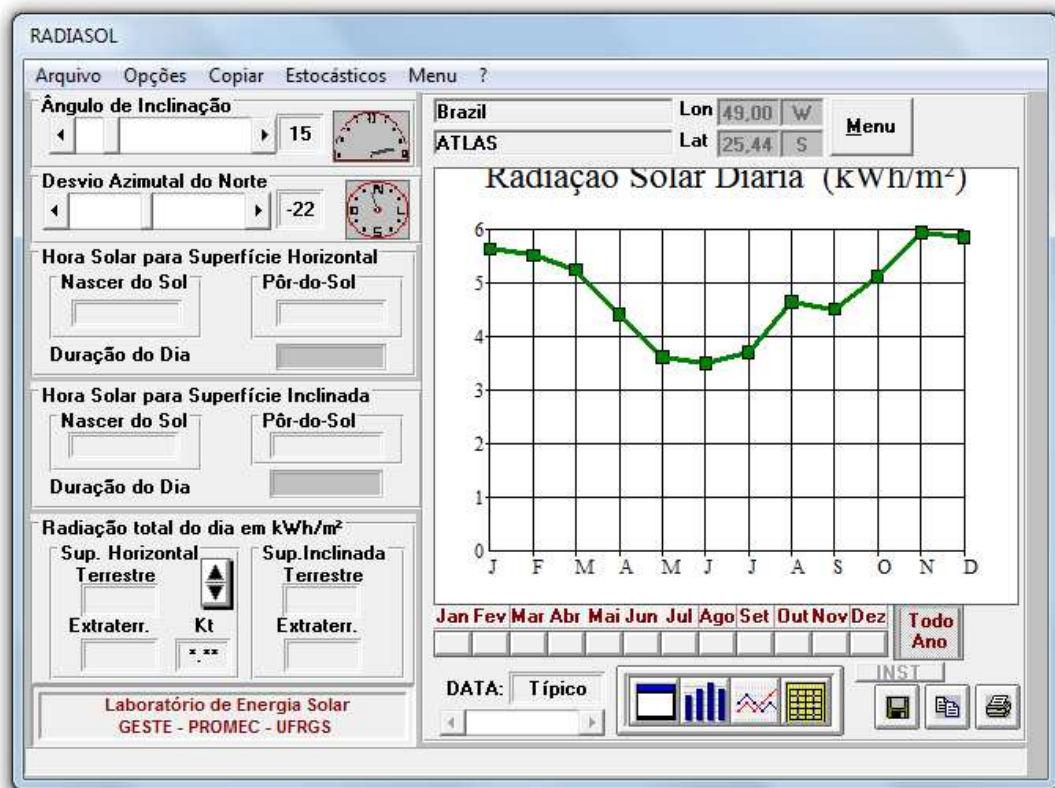 RADIASOL
Arquivo Opções Copiar Estocásticos Menu ?
Ângulo de Inclinação
15
Desvio Azimutal do Norte
-22
N
L
S
O
Hora Solar para Superfície Horizontal
Nascer do Sol Pôr-do-Sol
Duração do Dia
Hora Solar para Superfície Inclinada
Nascer do Sol Pôr-do-Sol
Duração do Dia
Radiação total do dia em kWh/m²
Sup. Horizontal Sup.Inclinada
Terrestre Terrestre
Extraterr. Kt Extraterr.
*.**
Laboratório de Energia Solar
GESTE - PROMEC - UFRGS
Brazil Lon 49,00 W
ATLAS Lat 25,44 S
Menu
Radiação Solar Diária (kWh/m²)
6
5
4
3
2
1
0
J F M A M J J A S O N D
Jan Fev Mar Abr Mai Jun Jul Ago Set Out Nov Dez
Todo
Ano
INST
DATA: Típico